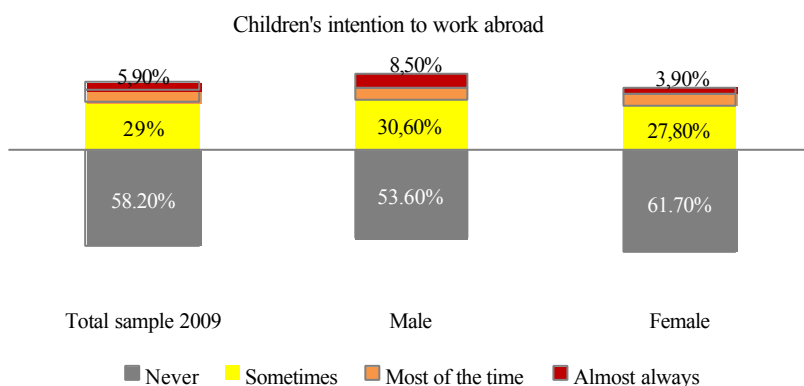 Children's intention to work abroad
5,90%
8,50%
3,90%
29%
30,60%
27,80%
58.20%
53.60%
61.70%
Total sample 2009
Male
Female
Never
Sometimes
Most of the time
Almost always